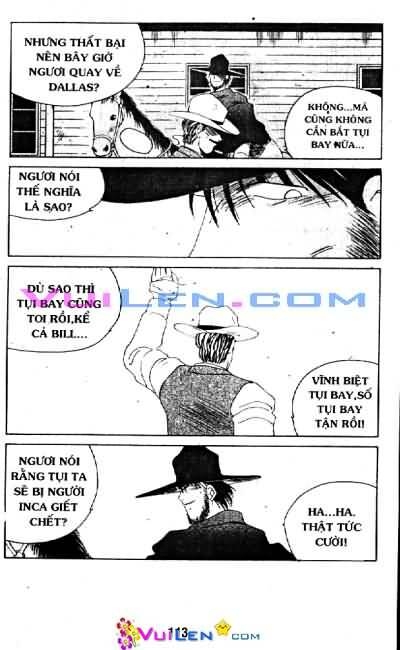 NHƯNG THẤT BẠI
NÊN BÂY GIỜ
NGƯƠI QUAY VỀ
DALLAS?
KHÔNG...MÀ
CŨNG KHÔNG
CẦN BẮT TỤI
BAY NỮA...
NGƯƠI NÓI
THẾ NGHĨA
LÀ SAO?
DÙ SAO THÌ
TỤI BAY CŨNG
TOI RỒI,KỂ
CẢ BILL...
VUILEN.COM
VĨNH BIỆT
TỤI BAY,SỐ
TỤI BAY
TẬN RỒI!
NGƯƠI NÓI
RẰNG TỤI TA
SẼ BỊ NGƯỜI
INCA GIẾT
CHẾT?
HA...HA.
THẬT TỨC
CƯỜI!
113
VUILEN.COM